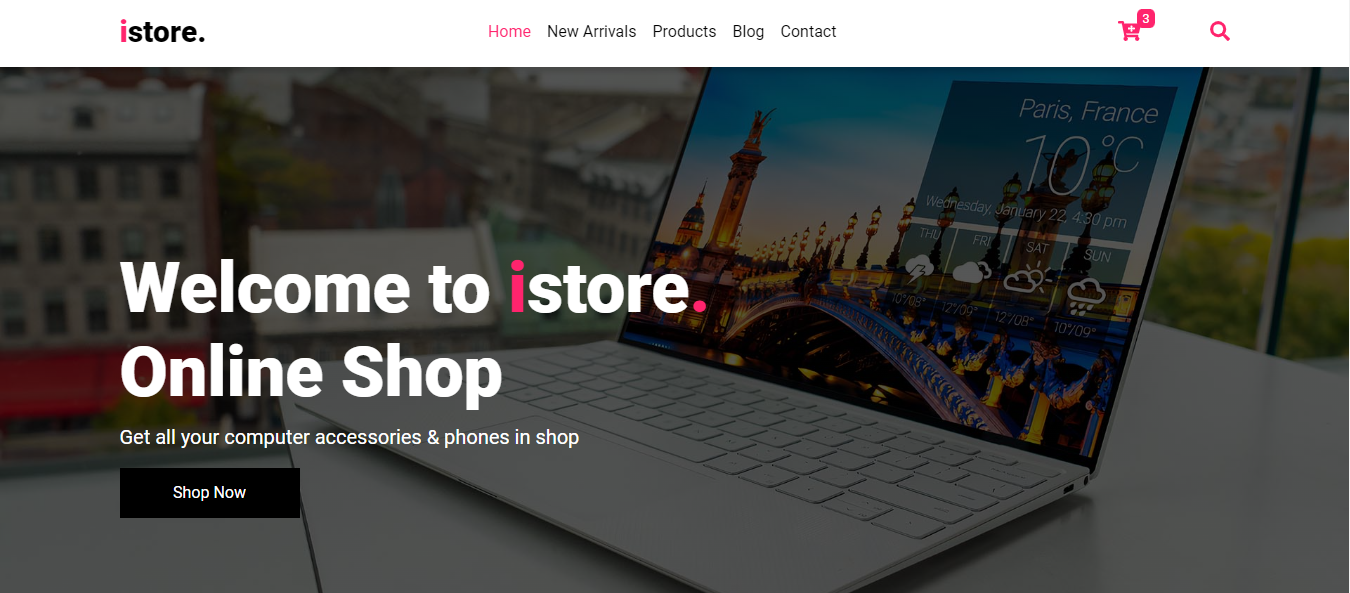 istore.
Home New Arrivals Products Blog Contact
3
Paris, France
10°C
Wednesday, January 22, 4:30 pm
THU FRI SAT SUN
10°/08° 12°/09° 12°/08° 10°/09°
Welcome to istore.
Online Shop
Get all your computer accessories & phones in shop
Shop Now